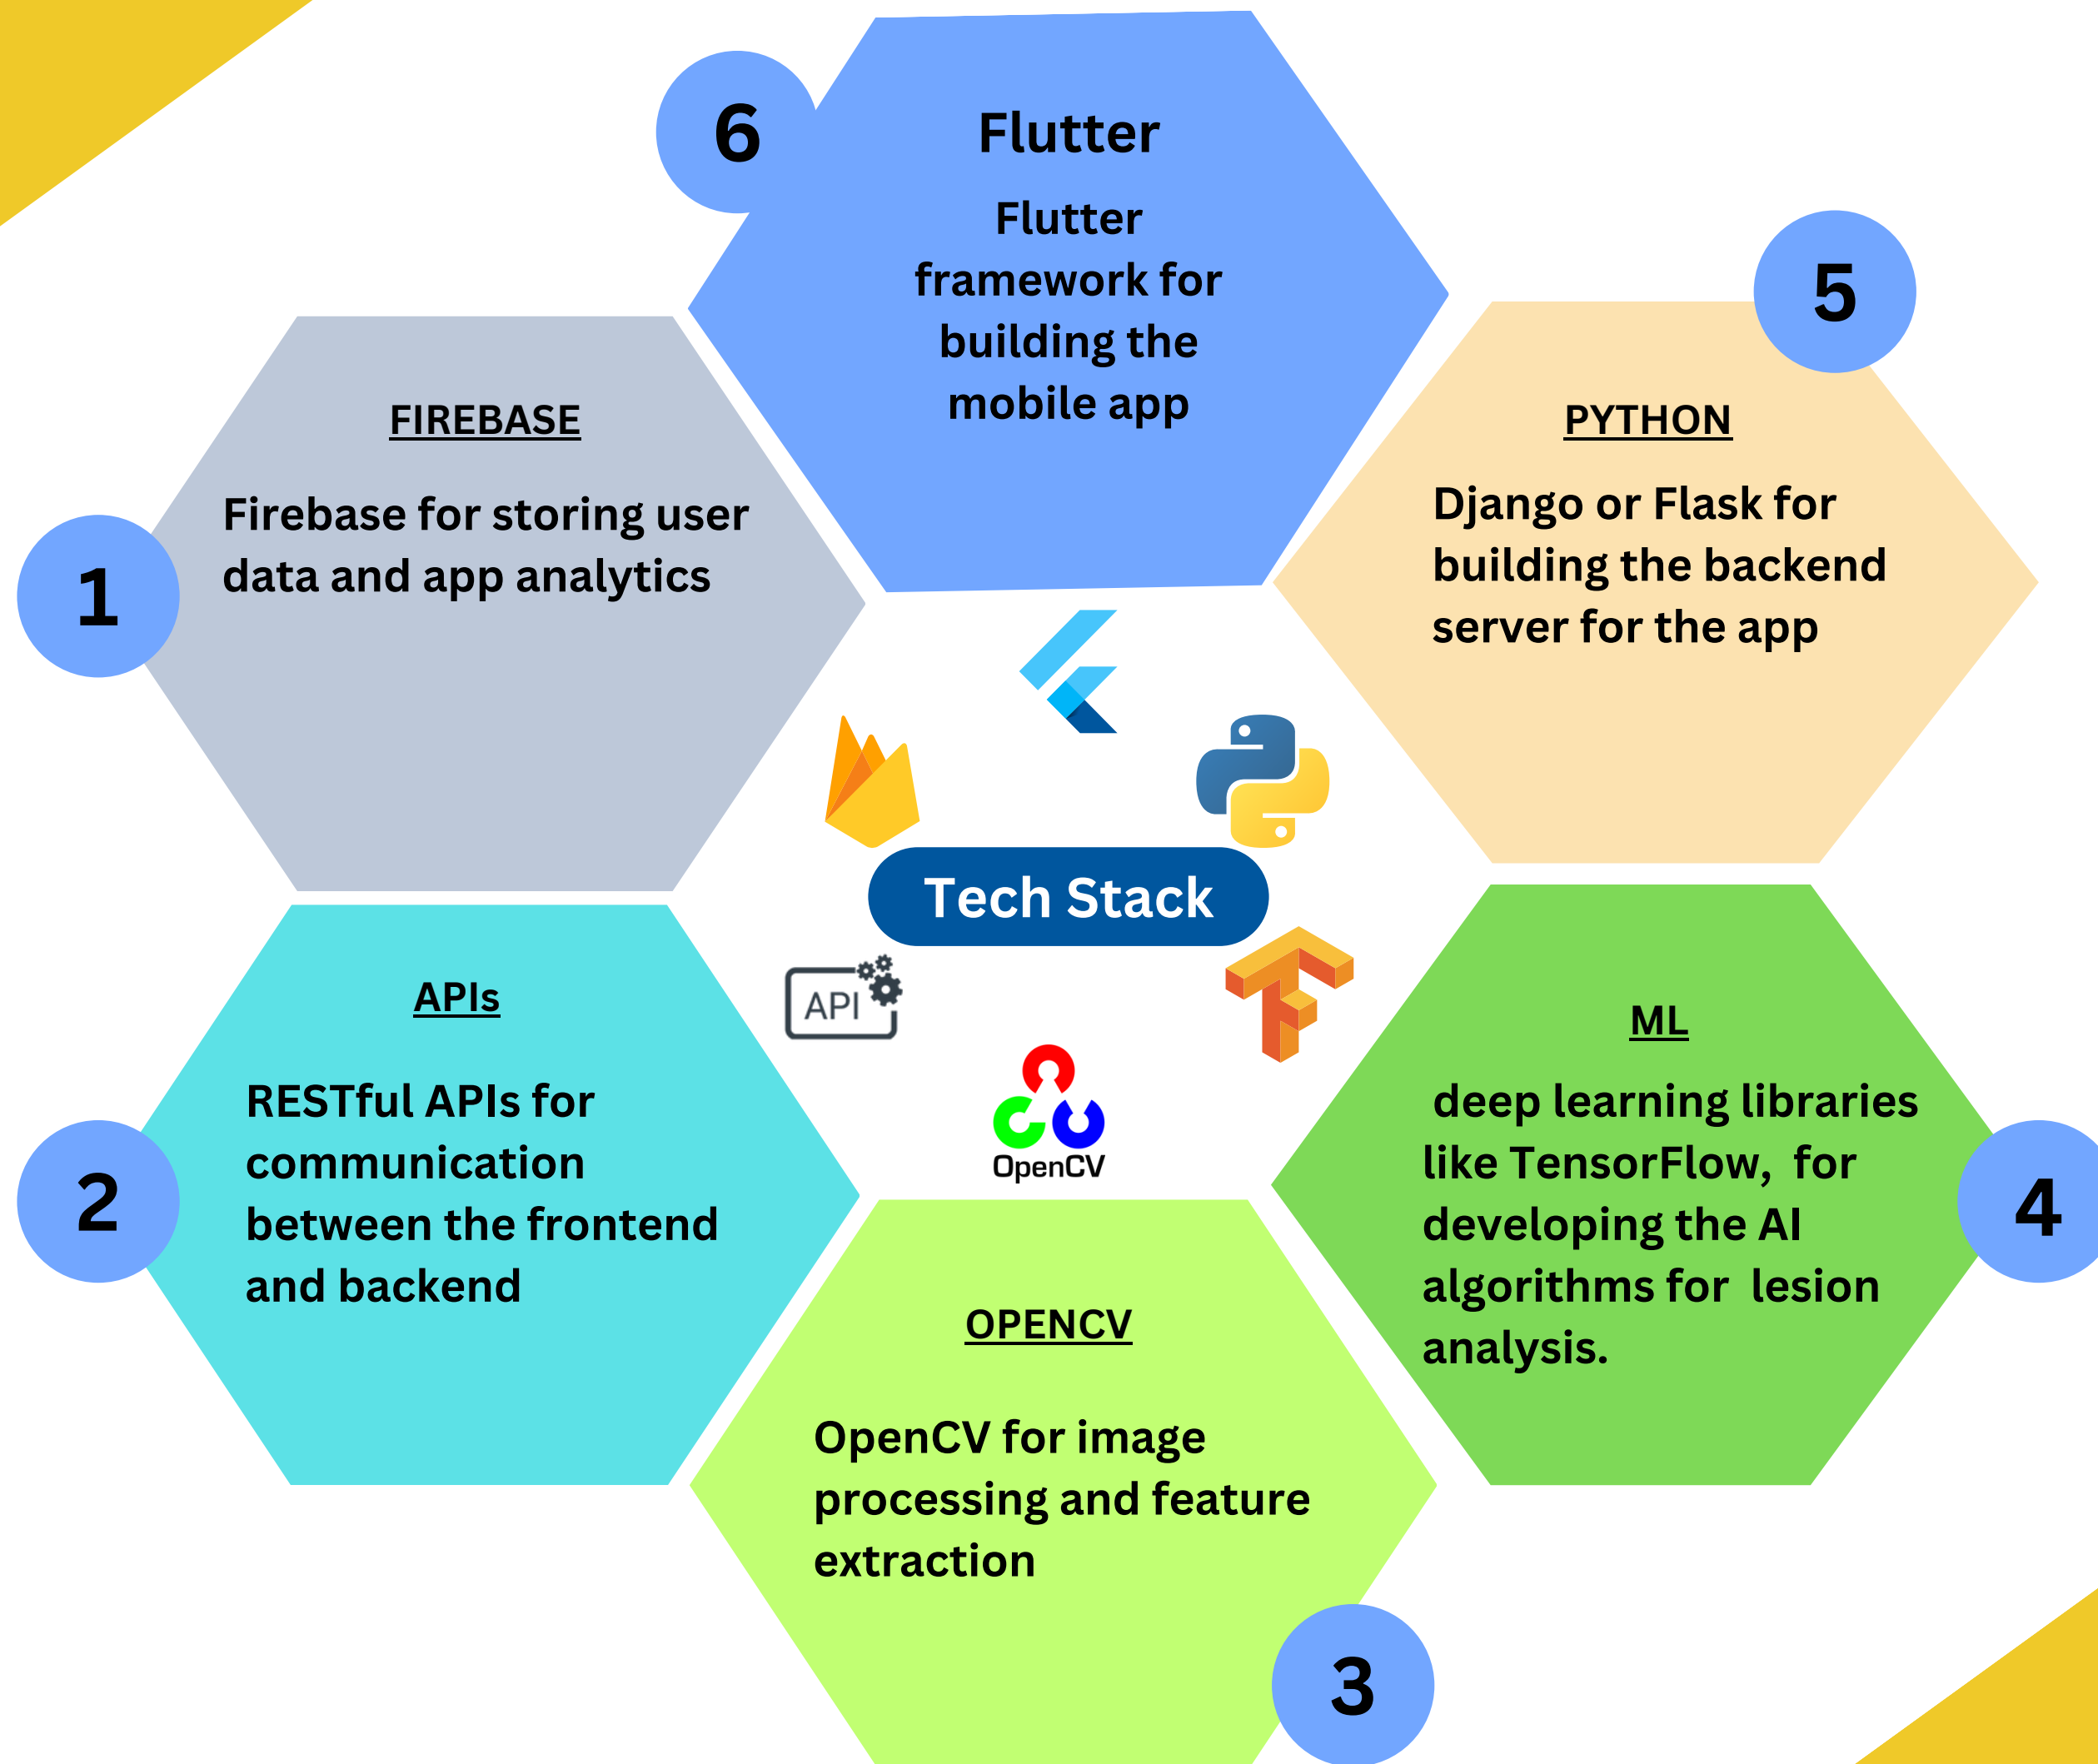 6
Flutter
Flutter
framework for
building the
mobile app
5
PYTHON
Django or Flask for
building the backend
server for the app
1
FIREBASE
Firebase for storing user
data and app analytics
Tech Stack
API
OpenCV
2
APIs
RESTful APIs for
communication
between the frontend
and backend
4
ML
deep learning libraries
like TensorFlow,  for
developing the AI
algorithms for  lesion
analysis.
OPENCV
OpenCV for image
processing and feature
extraction
3